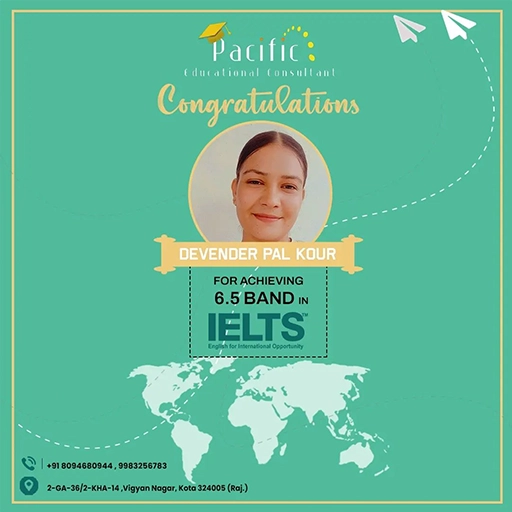 Pacific
Educational Consultant
Congratulations
DEVENDER PAL KOUR
FOR ACHIEVING
6.5 BAND IN
IELTS™
English for International Opportunity
+91 8094680944 , 9983256783
2-GA-36/2-KHA-14 ,Vigyan Nagar, Kota 324005 (Raj.)